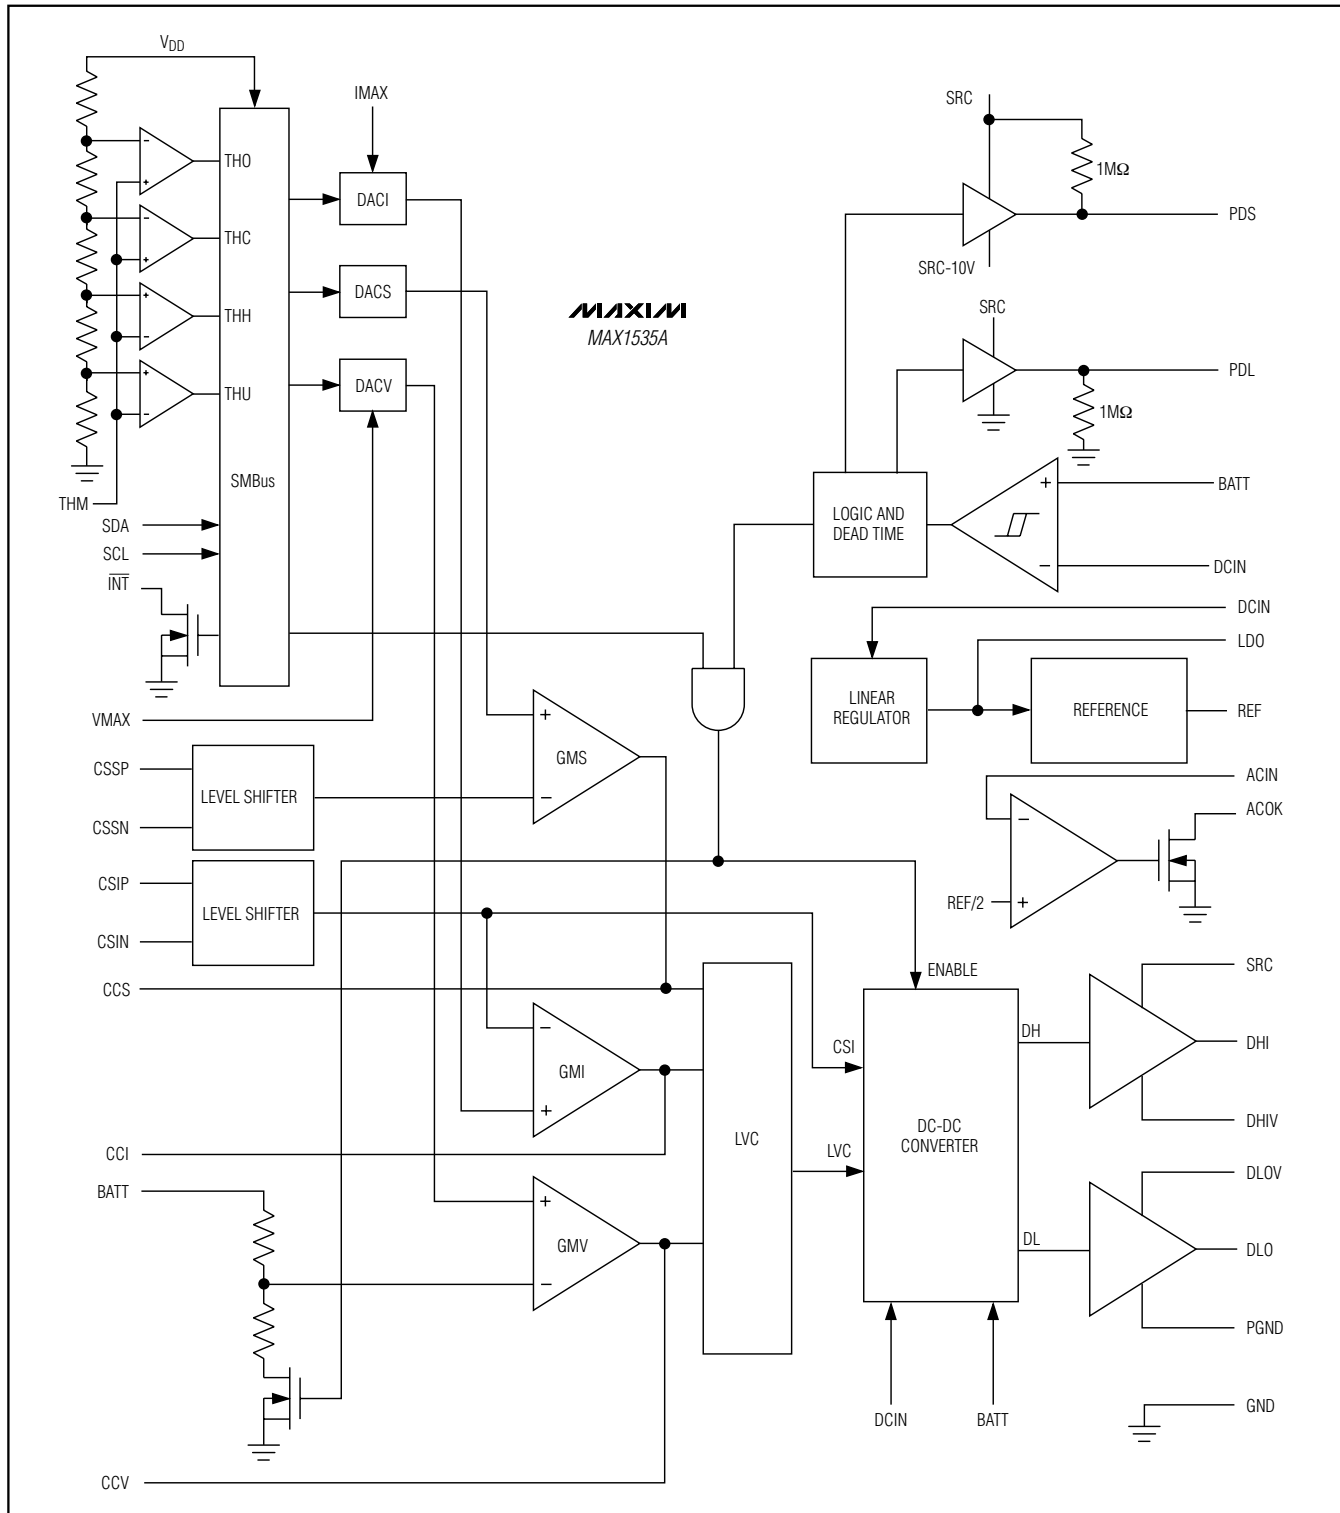 VDD
IMAX
SRC
THO
DACI
1MΩ
PDS
THC
SRC-10V
DACS
MAXIM
MAX1535A
SRC
THH
DACV
PDL
THU
1MΩ
SMBus
BATT
THM
LOGIC AND
DEAD TIME
SDA
SCL
DCIN
INT
DCIN
LDO
LINEAR
REGULATOR
REFERENCE
REF
VMAX
GMS
CSSP
LEVEL SHIFTER
CSSN
ACIN
ACOK
CSIP
LEVEL SHIFTER
CSIN
REF/2
ENABLE
SRC
CCS
DH
DHI
CSI
GMI
DHIV
DC-DC
CONVERTER
LVC
LVC
CCI
DLOV
BATT
GMV
DL
DLO
PGND
DCIN
BATT
GND
CCV
+
-